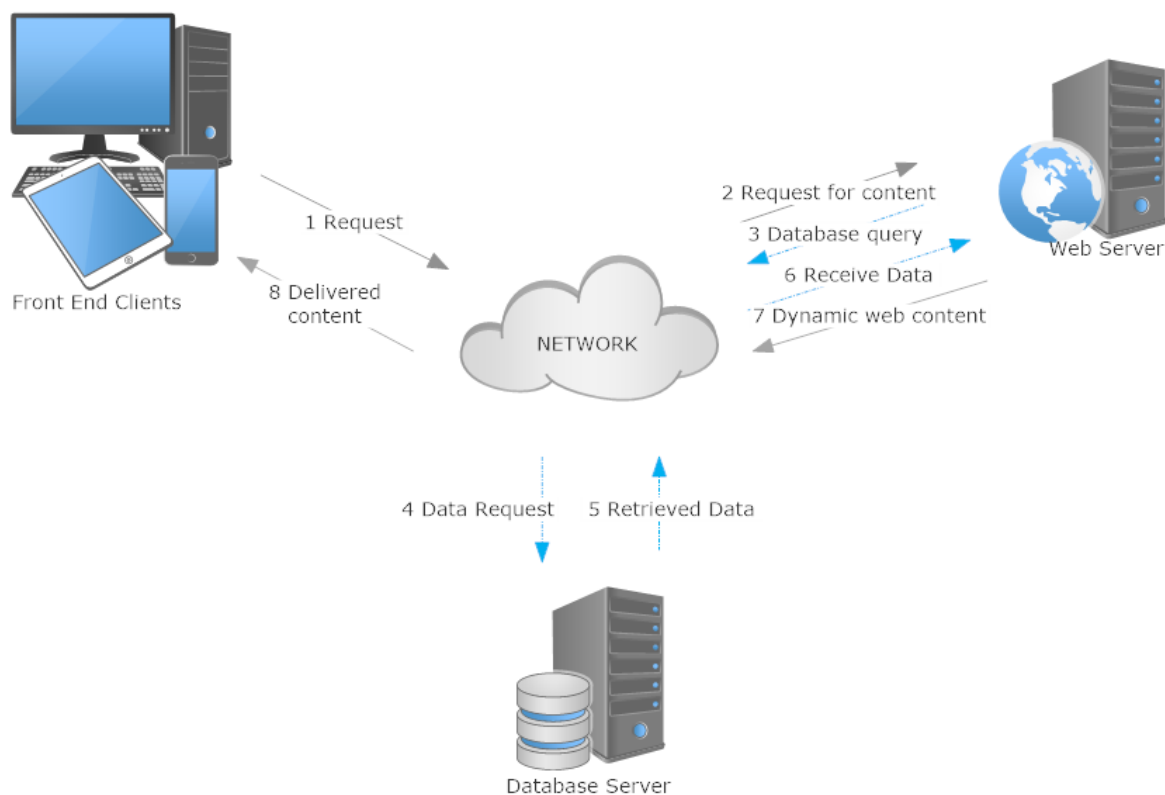 1 Request
2 Request for content
3 Database query
Web Server
6 Receive Data
Front End Clients
8 Delivered
content
7 Dynamic web content
NETWORK
4 Data Request
5 Retrieved Data
Database Server